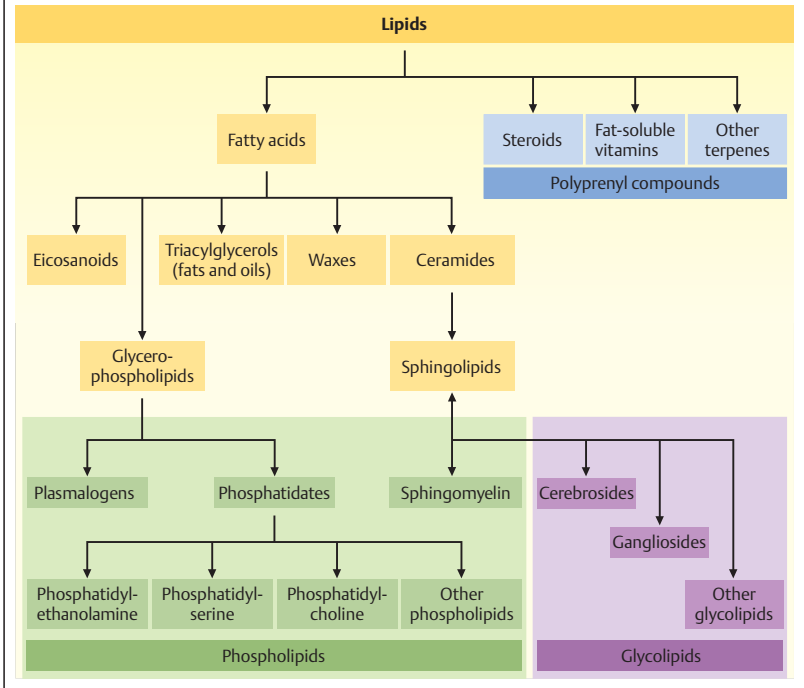 Lipids
Fatty acids
Steroids
Fat-soluble
vitamins
Other
terpenes
Polyprenyl compounds
Eicosanoids
Triacylglycerols
(fats and oils)
Waxes
Ceramides
Glycero-
phospholipids
Sphingolipids
Plasmalogens
Phosphatidates
Sphingomyelin
Cerebrosides
Gangliosides
Phosphatidyl-
ethanolamine
Phosphatidyl-
serine
Phosphatidyl-
choline
Other
phospholipids
Other
glycolipids
Phospholipids
Glycolipids